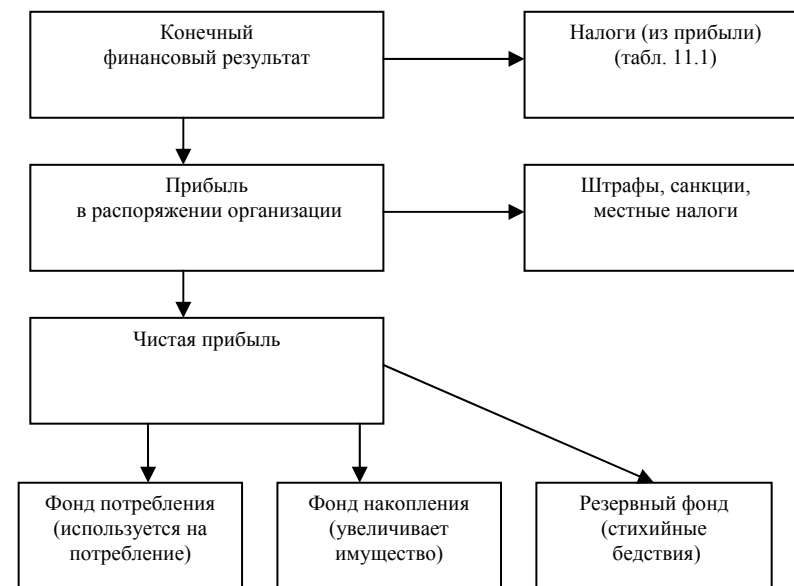 Конечный
финансовый результат
Налоги (из прибыли)
(табл. 11.1)
Прибыль
в распоряжении организации
Штрафы, санкции,
местные налоги
Чистая прибыль
Фонд потребления
(используется на
потребление)
Фонд накопления
(увеличивает
имущество)
Резервный фонд
(стихийные
бедствия)